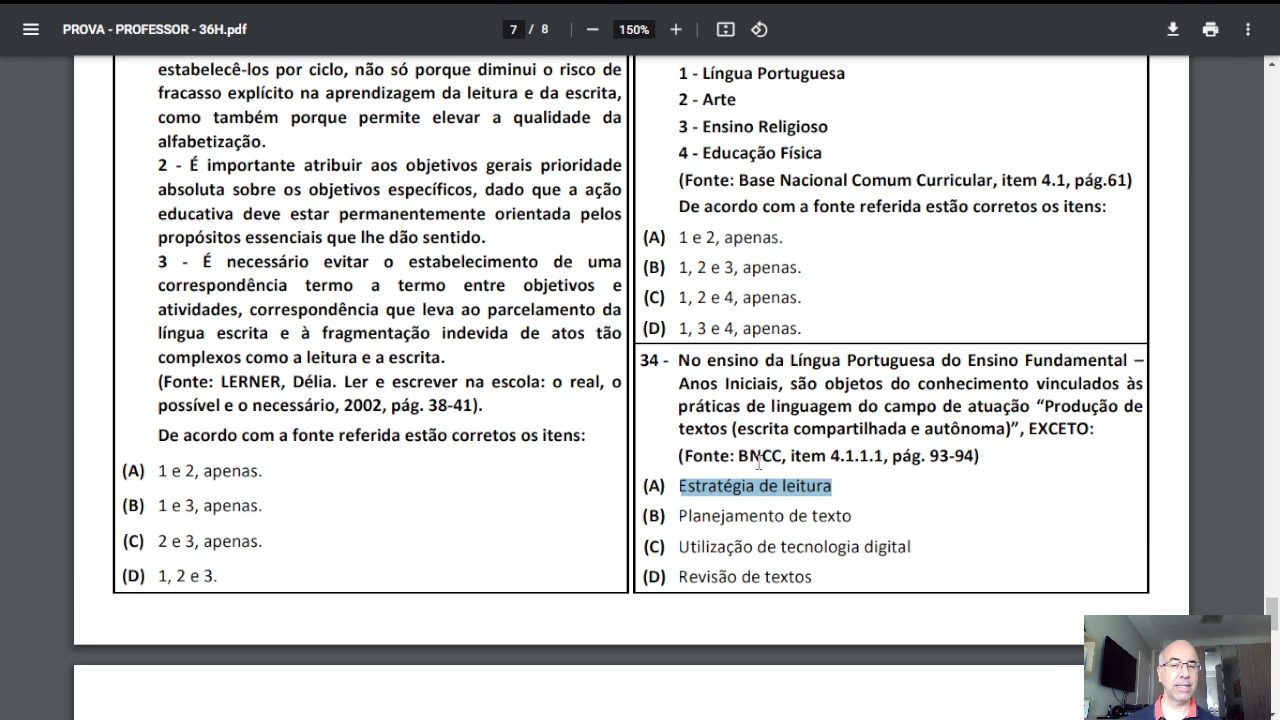 PROVA - PROFESSOR - 36H.pdf
7 / 8
150%
estabelecê-los por ciclo, não só porque diminui o risco de
fracasso explícito na aprendizagem da leitura e da escrita,
como também porque permite elevar a qualidade da
alfabetização.
2 - É importante atribuir aos objetivos gerais prioridade
absoluta sobre os objetivos específicos, dado que a ação
educativa deve estar permanentemente orientada pelos
propósitos essenciais que lhe dão sentido.
3 - É necessário evitar o estabelecimento de uma
correspondência termo a termo entre objetivos e
atividades, correspondência que leva ao parcelamento da
língua escrita e à fragmentação indevida de atos tão
complexos como a leitura e a escrita.
(Fonte: LERNER, Délia. Ler e escrever na escola: o real, o
possível e o necessário, 2002, pág. 38-41).
De acordo com a fonte referida estão corretos os itens:
(A) 1 e 2, apenas.
(B) 1 e 3, apenas.
(C) 2 e 3, apenas.
(D) 1, 2 e 3.
1 - Língua Portuguesa
2 - Arte
3 - Ensino Religioso
4 - Educação Física
(Fonte: Base Nacional Comum Curricular, item 4.1, pág.61)
De acordo com a fonte referida estão corretos os itens:
(A) 1 e 2, apenas.
(B) 1, 2 e 3, apenas.
(C) 1, 2 e 4, apenas.
(D) 1, 3 e 4, apenas.
34 - No ensino da Língua Portuguesa do Ensino Fundamental –
Anos Iniciais, são objetos do conhecimento vinculados às
práticas de linguagem do campo de atuação “Produção de
textos (escrita compartilhada e autônoma)”, EXCETO:
(Fonte: BNCC, item 4.1.1.1, pág. 93-94)
(A) Estratégia de leitura
(B) Planejamento de texto
(C) Utilização de tecnologia digital
(D) Revisão de textos